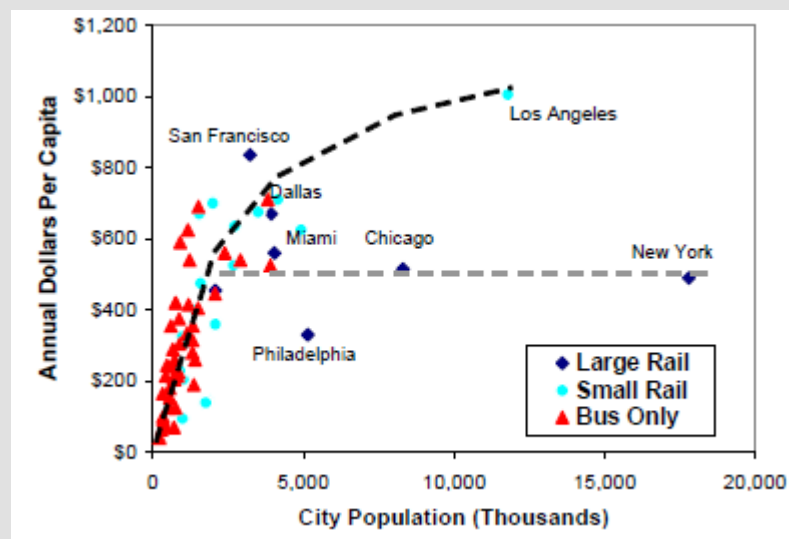 $1,200
$1,000
$800
$600
$400
$200
$0
Annual Dollars Per Capita
San Francisco
Los Angeles
Dallas
Miami
Chicago
New York
Philadelphia
Large Rail
Small Rail
Bus Only
0
5,000
10,000
15,000
20,000
City Population (Thousands)